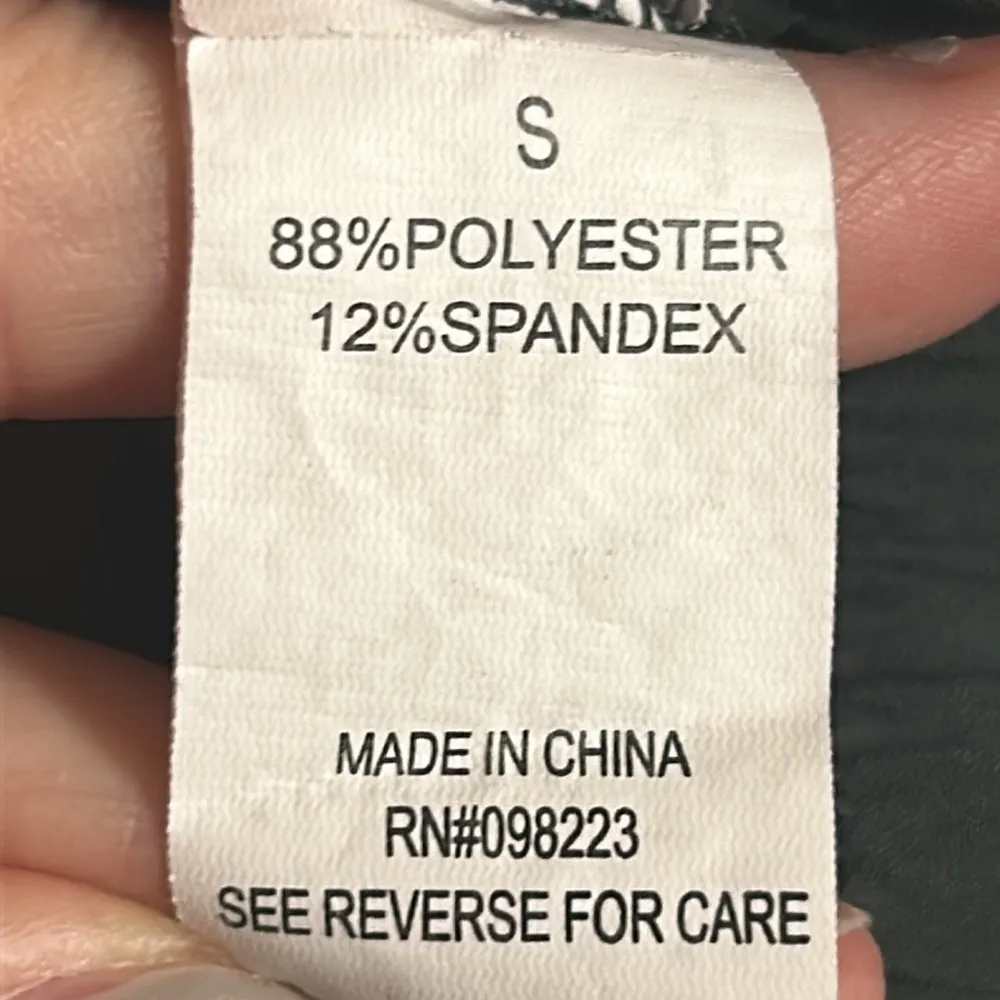 S
88%POLYESTER
12%SPANDEX
MADE IN CHINA
RN#098223
SEE REVERSE FOR CARE